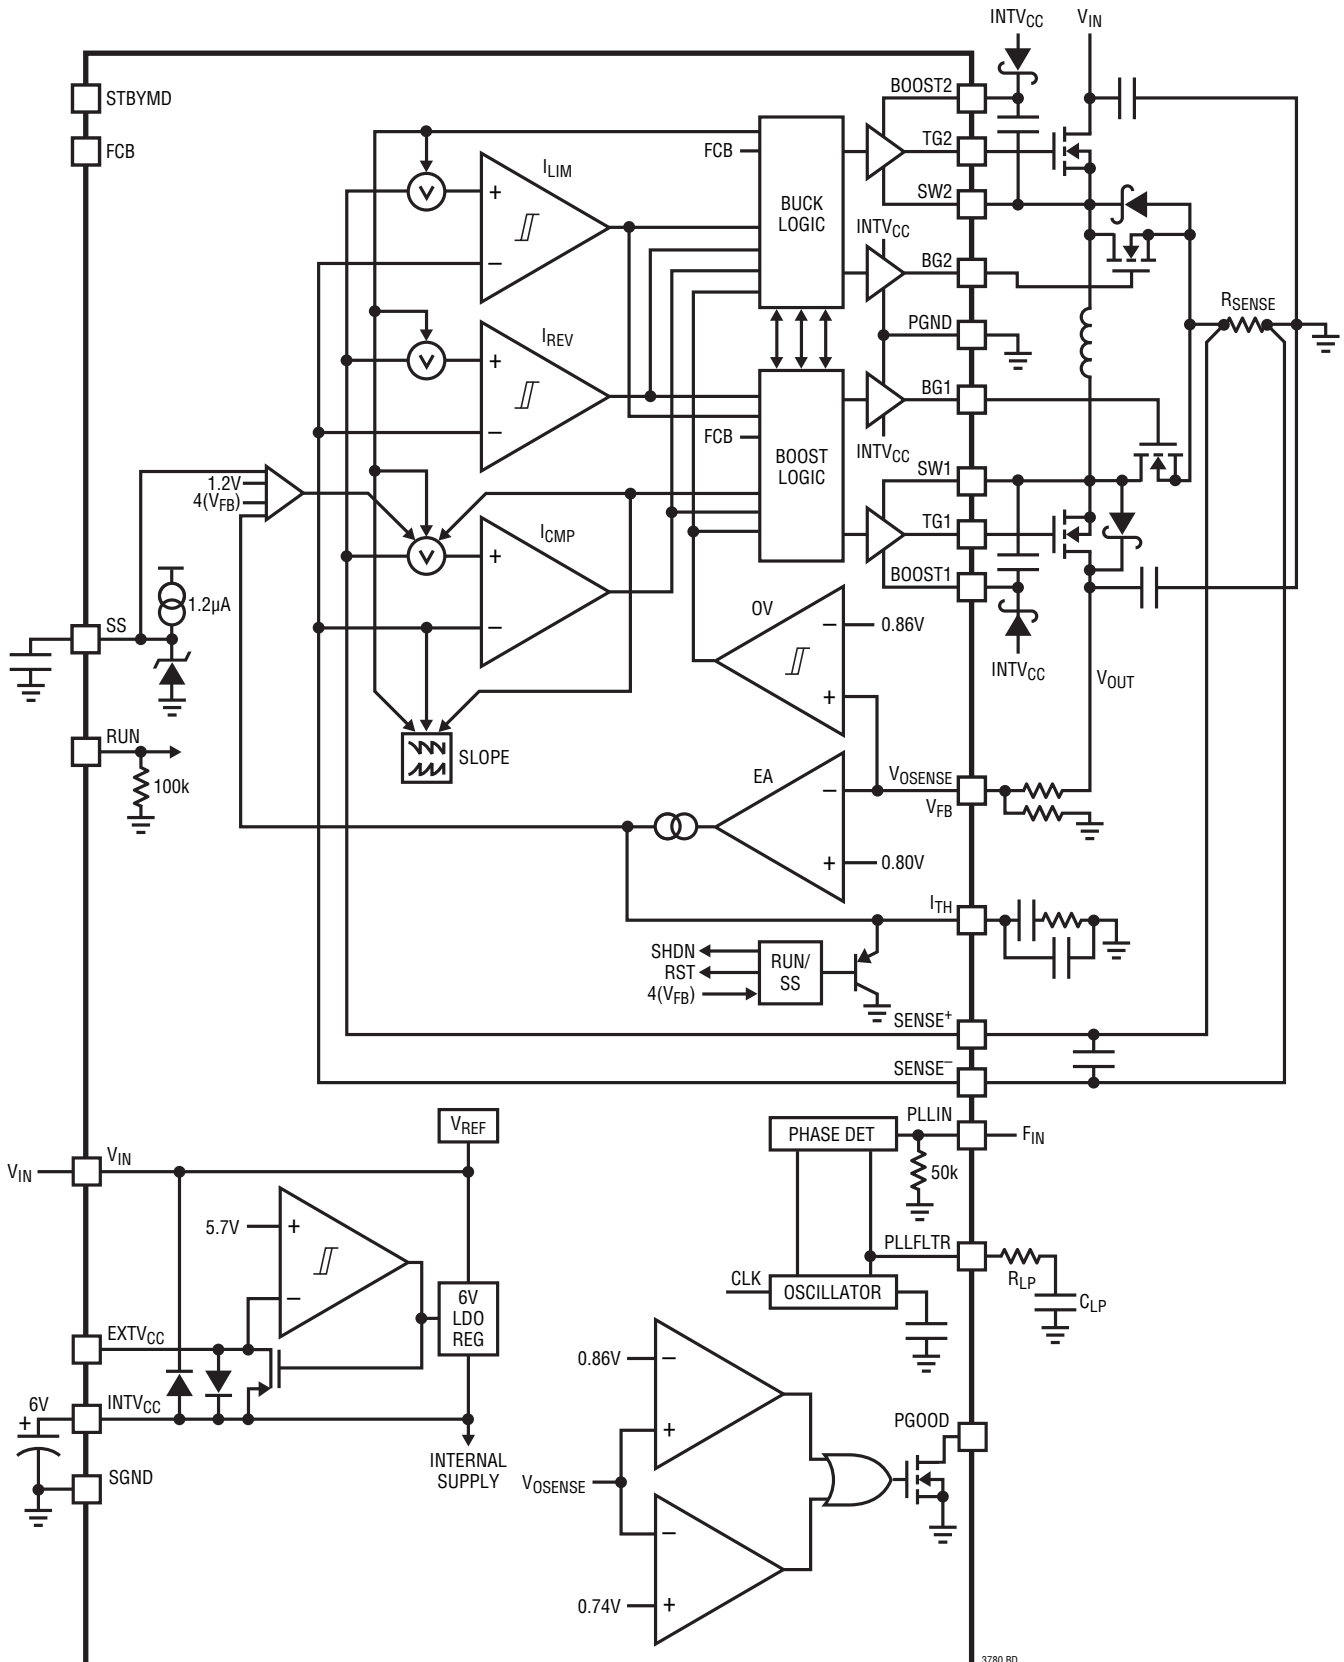 INTVCC
VIN
BOOST2
STBYMD
TG2
FCB
FCB
ILIM
+
SW2
BUCK
LOGIC
INTVCC
−
BG2
RSENSE
PGND
IREV
+
BG1
−
FCB
INTVCC
BOOST
LOGIC
SW1
1.2V
4(VFB)
TG1
ICMP
+
BOOST1
1.2µA
OV
SS
−
−
0.86V
INTVCC
VOUT
+
RUN
SLOPE
100k
EA
VOSENSE
−
VFB
+
0.80V
ITH
SHDN
RST
4(VFB)
RUN/
SS
SENSE+
SENSE−
VREF
PLLIN
PHASE DET
FIN
VIN
VIN
50k
5.7V
+
PLLFLTR
CLK
OSCILLATOR
RLP
CLP
−
6V
LDO
REG
EXTVCC
0.86V
−
6V
+
INTVCC
PGOOD
+
INTERNAL
SUPPLY
SGND
VOSENSE
−
0.74V
+
3780 BD